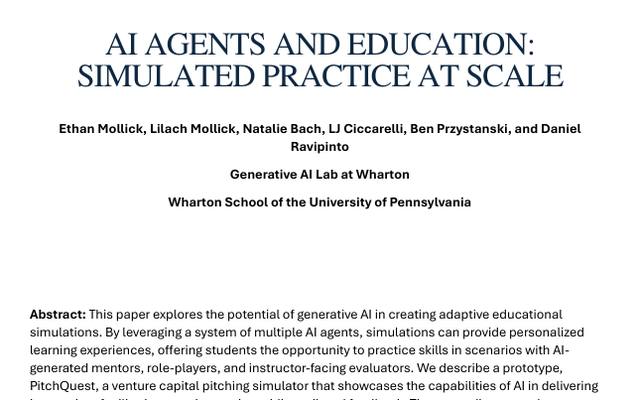 AI AGENTS AND EDUCATION:
SIMULATED PRACTICE AT SCALE
Ethan Mollick, Lilach Mollick, Natalie Bach, LJ Ciccarelli, Ben Przystanski, and Daniel
Ravipinto
Generative AI Lab at Wharton
Wharton School of the University of Pennsylvania
Abstract: This paper explores the potential of generative AI in creating adaptive educational
simulations. By leveraging a system of multiple AI agents, simulations can provide personalized
learning experiences, offering students the opportunity to practice skills in scenarios with AI-
generated mentors, role-players, and instructor-facing evaluators. We describe a prototype,
PitchQuest, a venture capital pitching simulator that showcases the capabilities of AI in delivering